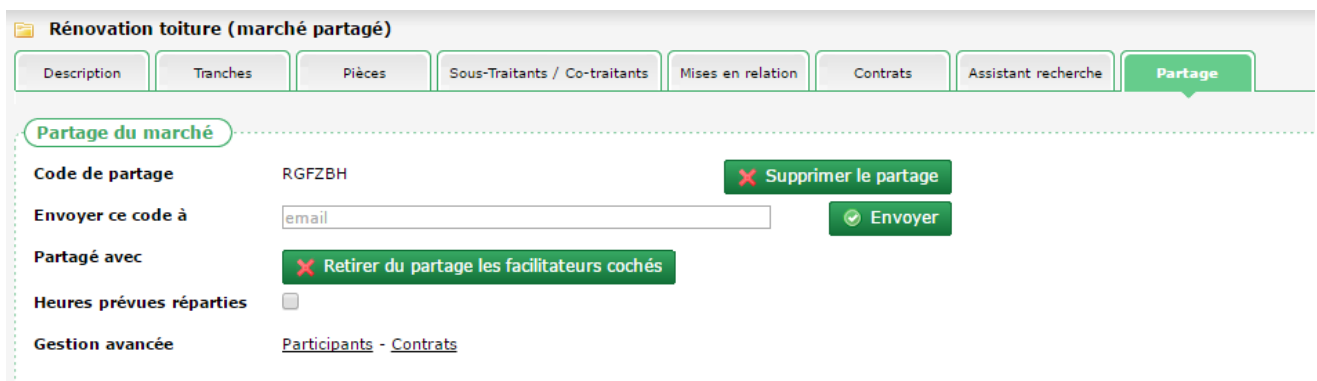 Rénovation toiture (marché partagé)
Description Tranches Pièces Sous-Traitants / Co-traitants Mises en relation Contrats Assistant recherche Partage
Partage du marché
Code de partage RGFZBH Supprimer le partage
Envoyer ce code à email Envoyer
Partagé avec Retirer du partage les facilitateurs cochés
Heures prévues réparties
Gestion avancée Participants - Contrats